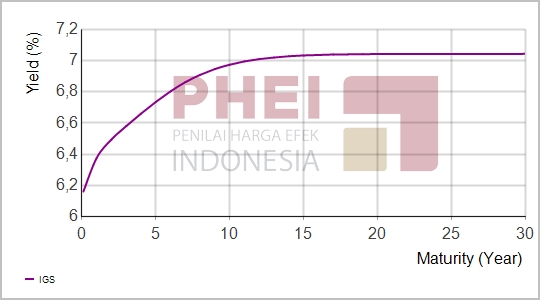 Yield (%)
7,2
7
6,8
6,6
6,4
6,2
6
PHEI
PENILAI HARGA EFEK
INDONESIA
0
5
10
15
20
25
30
Maturity (Year)
IGS